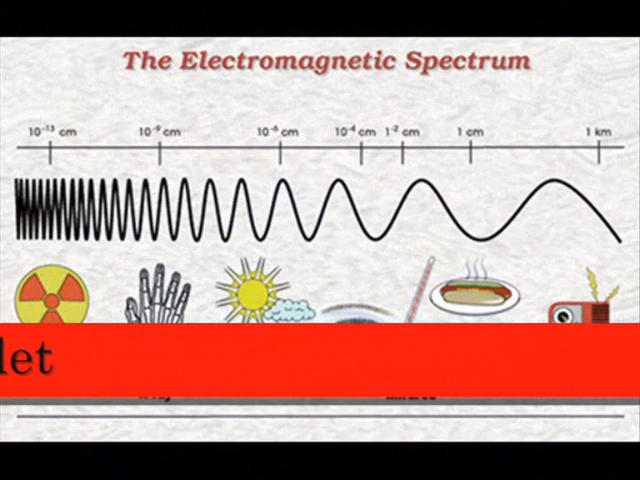 The Electromagnetic Spectrum
10⁻¹³ cm 10⁻⁹ cm 10⁻⁶ cm 10⁻⁴ cm 1⁻² cm 1 cm 1 km
let